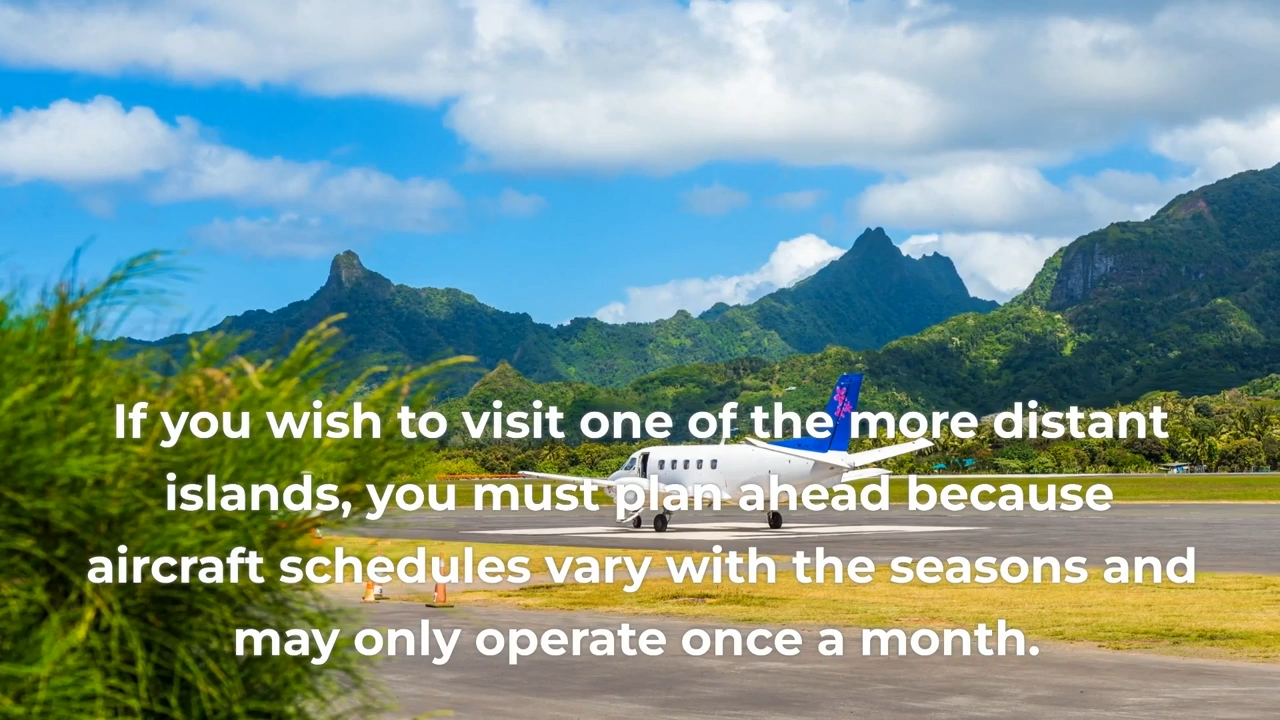 If you wish to visit one of the more distant
islands, you must plan ahead because
aircraft schedules vary with the seasons and
may only operate once a month.